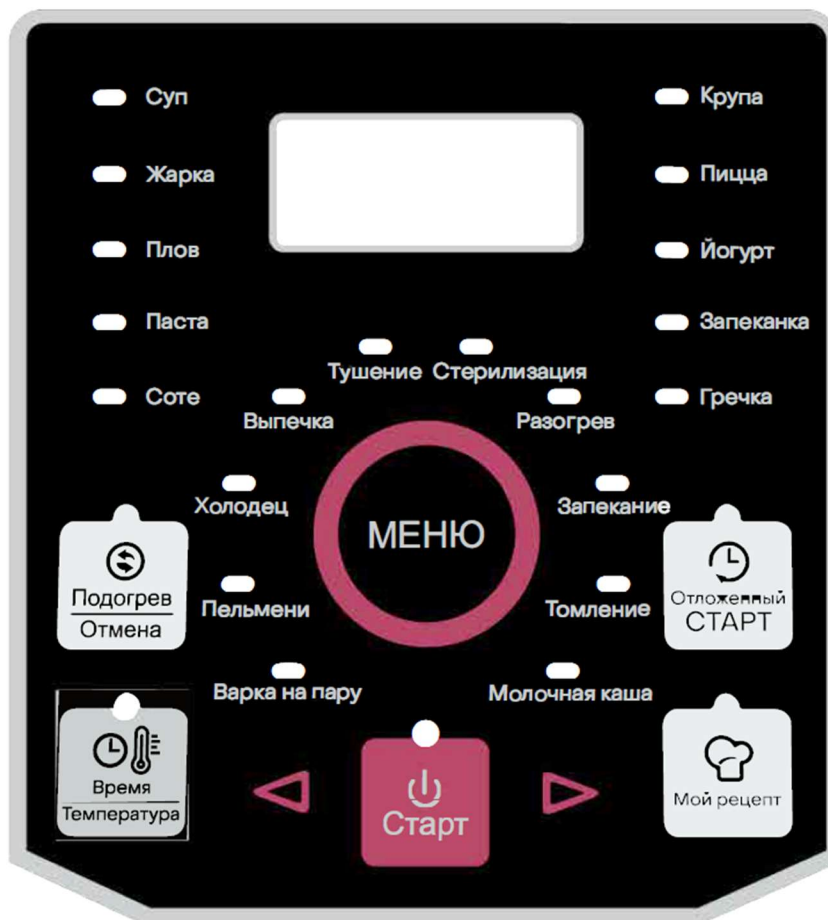 Суп
Крупа
Жарка
Пицца
Плов
Йогурт
Паста
Запеканка
Тушение
Стерилизация
Соте
Гречка
Выпечка
Разогрев
Холодец
Запекание
МЕНЮ
Подогрев
Отмена
Отложенный
СТАРТ
Пельмени
Томление
Варка на пару
Молочная каша
Время
Температура
Старт
Мой рецепт